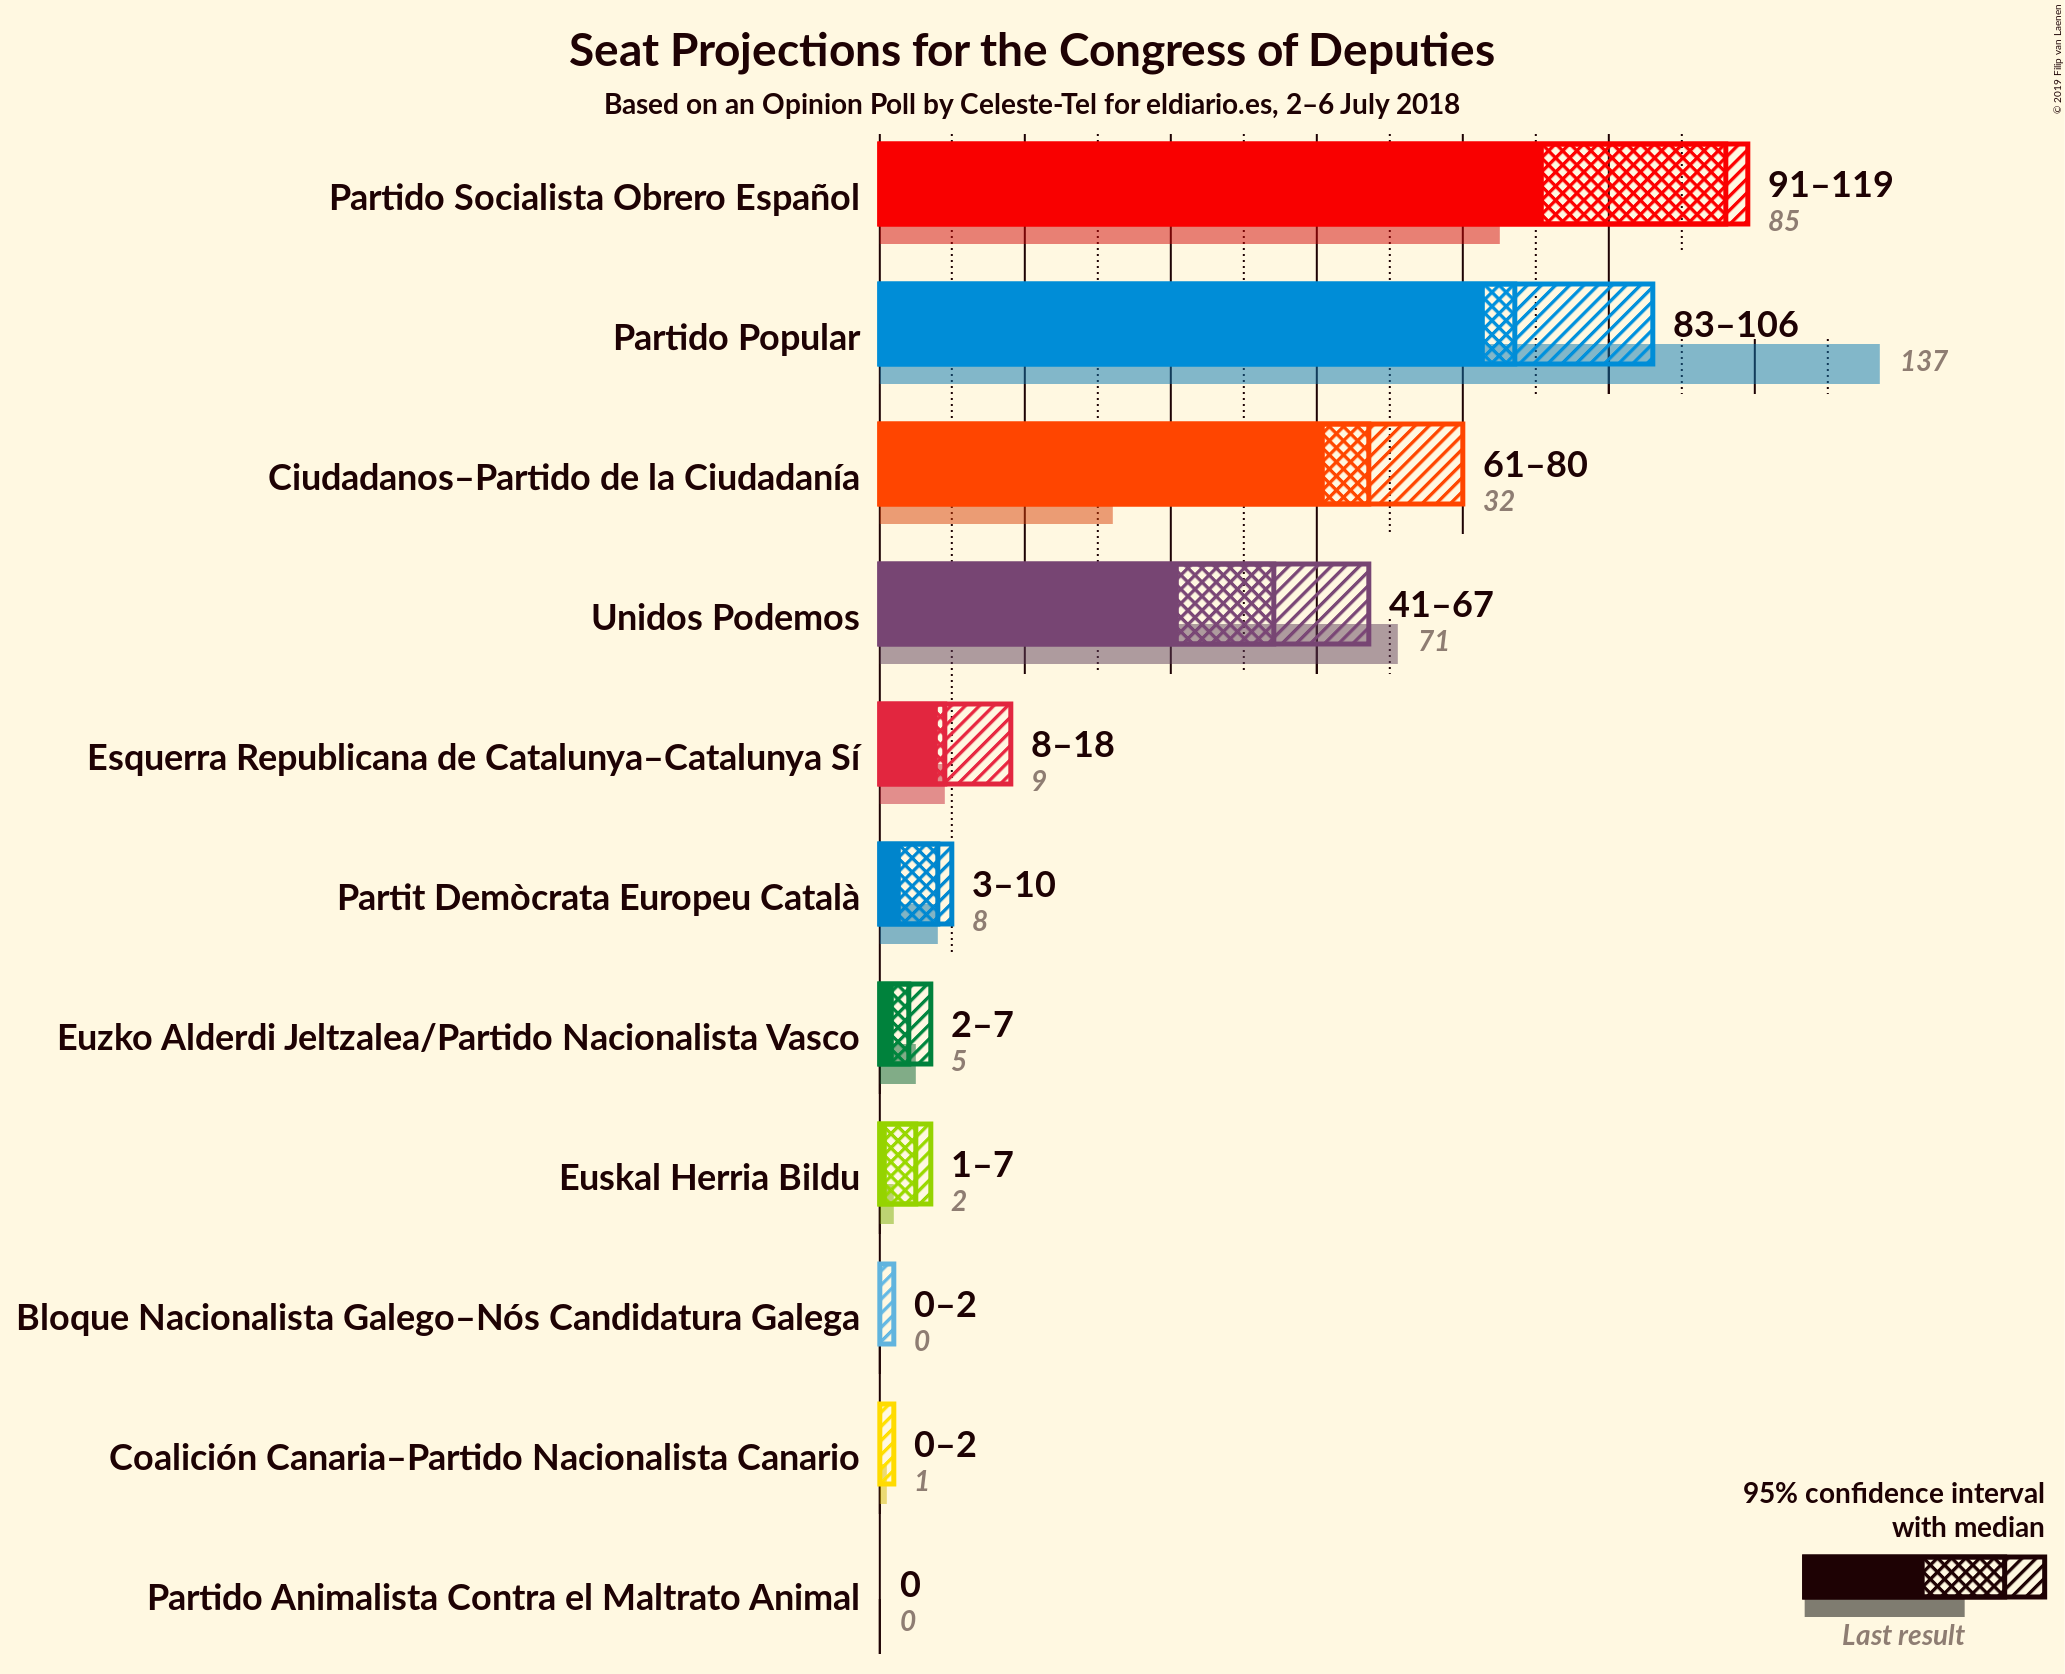 Seat Projections for the Congress of Deputies
Based on an Opinion Poll by Celeste-Tel for eldiario.es, 2–6 July 2018
© 2019 Filip van Laenen
Partido Socialista Obrero Español
91–119
85
Partido Popular
83–106
137
Ciudadanos–Partido de la Ciudadanía
61–80
32
Unidos Podemos
41–67
71
Esquerra Republicana de Catalunya–Catalunya Sí
8–18
9
Partit Demòcrata Europeu Català
3–10
8
Euzko Alderdi Jeltzalea/Partido Nacionalista Vasco
2–7
5
Euskal Herria Bildu
1–7
2
Bloque Nacionalista Galego–Nós Candidatura Galega
0–2
0
Coalición Canaria–Partido Nacionalista Canario
0–2
1
Partido Animalista Contra el Maltrato Animal
0
0
95% confidence interval
with median
Last result